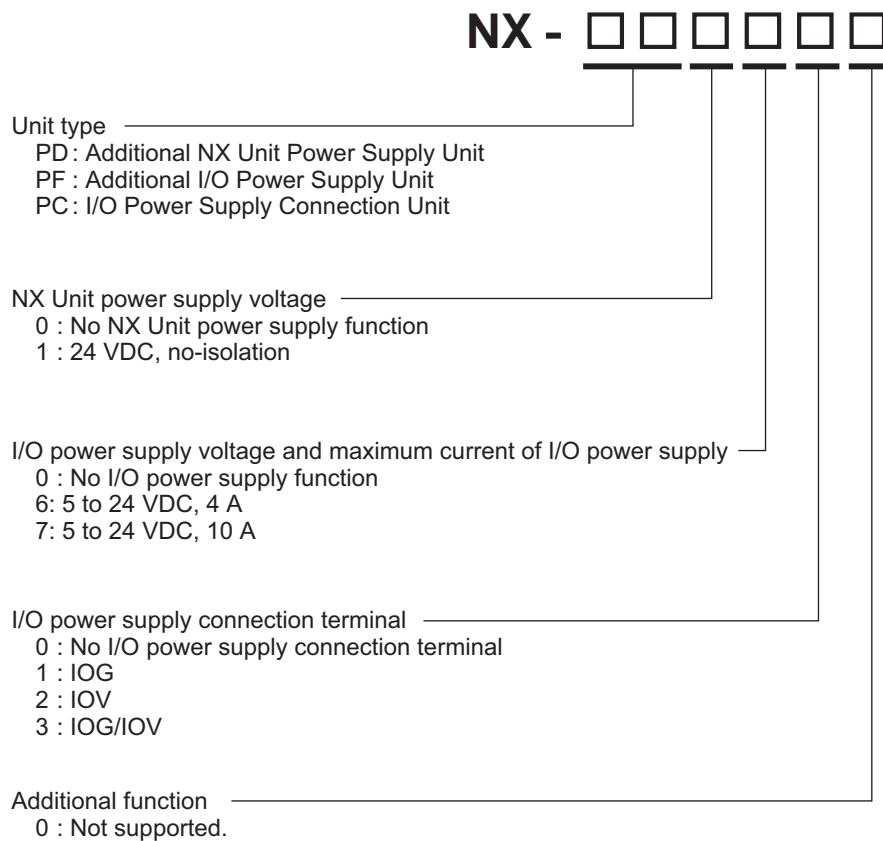 NX - □□□□□□
Unit type
PD : Additional NX Unit Power Supply Unit
PF : Additional I/O Power Supply Unit
PC : I/O Power Supply Connection Unit
NX Unit power supply voltage
0 : No NX Unit power supply function
1 : 24 VDC, no-isolation
I/O power supply voltage and maximum current of I/O power supply
0 : No I/O power supply function
6: 5 to 24 VDC, 4 A
7: 5 to 24 VDC, 10 A
I/O power supply connection terminal
0 : No I/O power supply connection terminal
1 : IOG
2 : IOV
3 : IOG/IOV
Additional function
0 : Not supported.